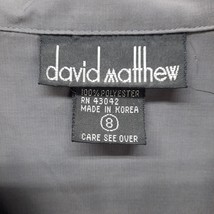 david matthew
100% POLYESTER
RN 43042
MADE IN KOREA
8
CARE SEE OVER